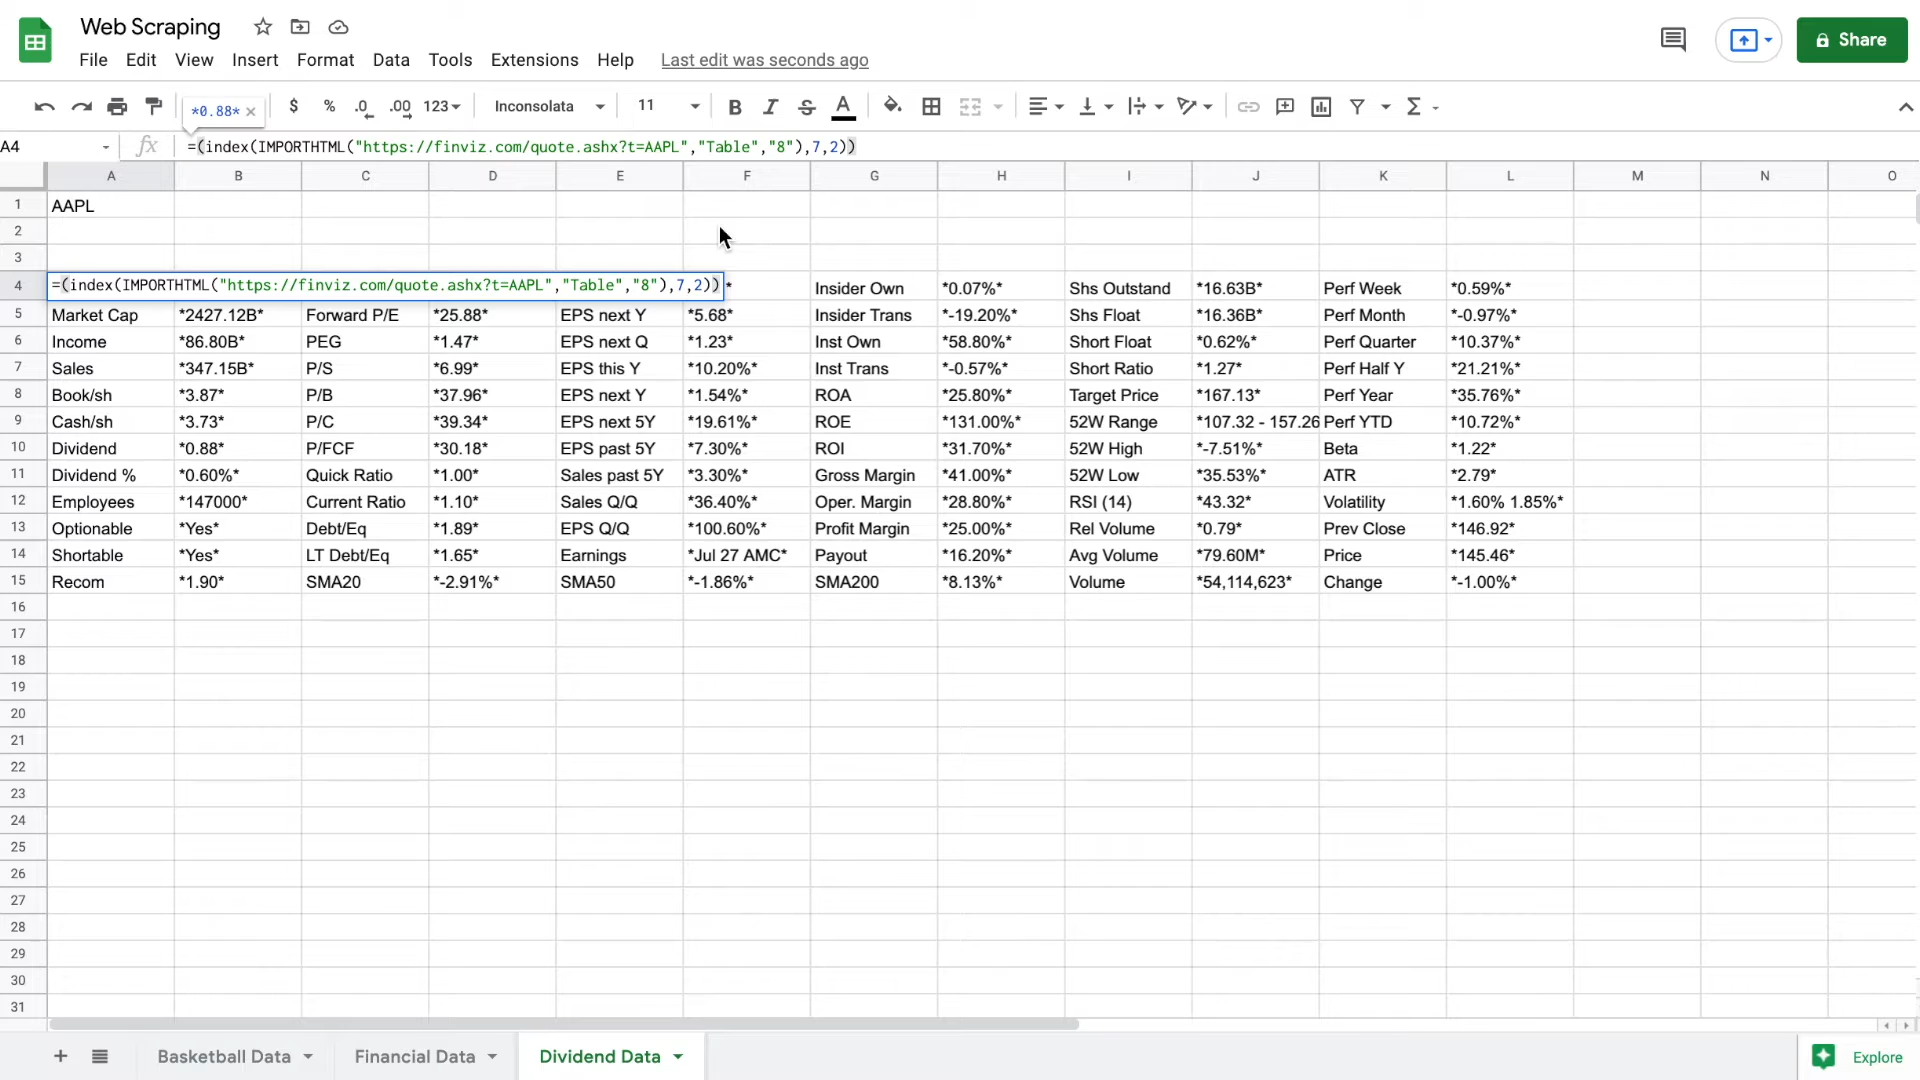 Web Scraping
File Edit View Insert Format Data Tools Extensions Help Last edit was seconds ago
Share
*0.88* × $ % .0 .00 123 Inconsolata 11 B I S A Σ
A4 fx =(index(IMPORTHTML("https://finviz.com/quote.ashx?t=AAPL","Table","8"),7,2))
A B C D E F G H I J K L M N O
1 AAPL
2
3
4 =(index(IMPORTHTML("https://finviz.com/quote.ashx?t=AAPL","Table","8"),7,2)) * Insider Own *0.07%* Shs Outstand *16.63B* Perf Week *0.59%*
5 Market Cap *2427.12B* Forward P/E *25.88* EPS next Y *5.68* Insider Trans *-19.20%* Shs Float *16.36B* Perf Month *-0.97%*
6 Income *86.80B* PEG *1.47* EPS next Q *1.23* Inst Own *58.80%* Short Float *0.62%* Perf Quarter *10.37%*
7 Sales *347.15B* P/S *6.99* EPS this Y *10.20%* Inst Trans *-0.57%* Short Ratio *1.27* Perf Half Y *21.21%*
8 Book/sh *3.87* P/B *37.96* EPS next Y *1.54%* ROA *25.80%* Target Price *167.13* Perf Year *35.76%*
9 Cash/sh *3.73* P/C *39.34* EPS next 5Y *19.61%* ROE *131.00%* 52W Range *107.32 - 157.26 Perf YTD *10.72%*
10 Dividend *0.88* P/FCF *30.18* EPS past 5Y *7.30%* ROI *31.70%* 52W High *-7.51%* Beta *1.22*
11 Dividend % *0.60%* Quick Ratio *1.00* Sales past 5Y *3.30%* Gross Margin *41.00%* 52W Low *35.53%* ATR *2.79*
12 Employees *147000* Current Ratio *1.10* Sales Q/Q *36.40%* Oper. Margin *28.80%* RSI (14) *43.32* Volatility *1.60% 1.85%*
13 Optionable *Yes* Debt/Eq *1.89* EPS Q/Q *100.60%* Profit Margin *25.00%* Rel Volume *0.79* Prev Close *146.92*
14 Shortable *Yes* LT Debt/Eq *1.65* Earnings *Jul 27 AMC* Payout *16.20%* Avg Volume *79.60M* Price *145.46*
15 Recom *1.90* SMA20 *-2.91%* SMA50 *-1.86%* SMA200 *8.13%* Volume *54,114,623* Change *-1.00%*
16
17
18
19
20
21
22
23
24
25
26
27
28
29
30
31
+ Basketball Data Financial Data Dividend Data Explore